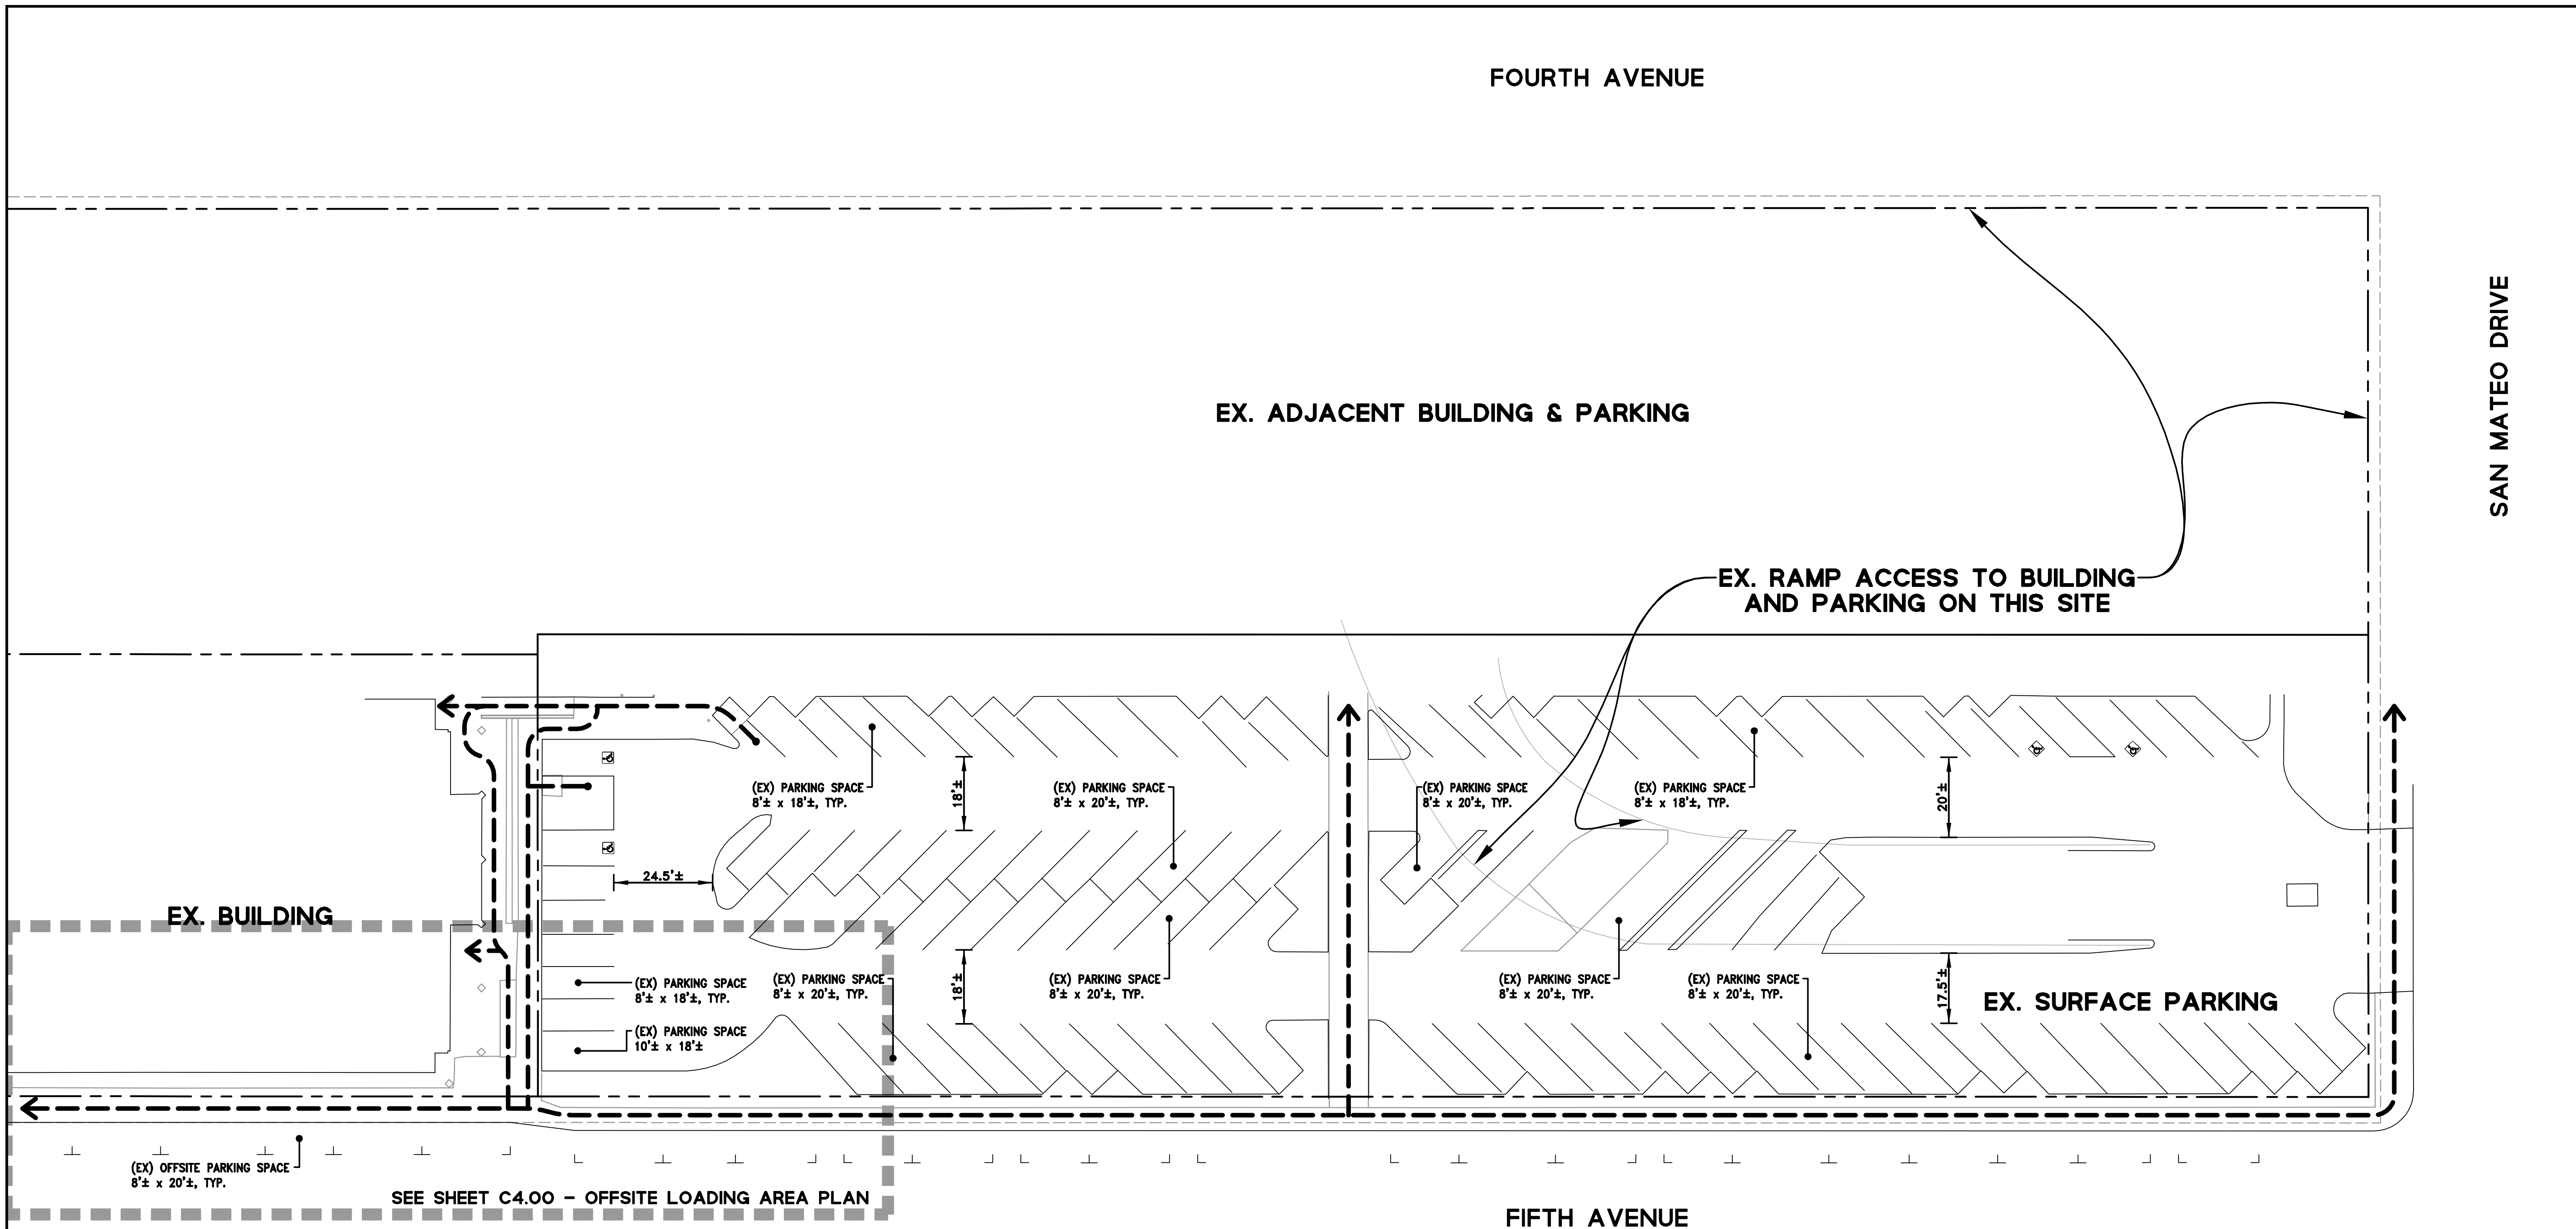 FOURTH AVENUE
SAN MATEO DRIVE
EX. ADJACENT BUILDING & PARKING
EX. RAMP ACCESS TO BUILDING
AND PARKING ON THIS SITE
(EX) PARKING SPACE
8'± x 18'±, TYP.
18'±
(EX) PARKING SPACE
8'± x 20'±, TYP.
(EX) PARKING SPACE
8'± x 20'±, TYP.
(EX) PARKING SPACE
8'± x 18'±, TYP.
20'±
24.5'±
EX. BUILDING
(EX) PARKING SPACE
8'± x 18'±, TYP.
(EX) PARKING SPACE
8'± x 20'±, TYP.
18'±
(EX) PARKING SPACE
8'± x 20'±, TYP.
(EX) PARKING SPACE
8'± x 20'±, TYP.
(EX) PARKING SPACE
8'± x 20'±, TYP.
17.5'±
EX. SURFACE PARKING
(EX) PARKING SPACE
10'± x 18'±
(EX) OFFSITE PARKING SPACE
8'± x 20'±, TYP.
SEE SHEET C4.00 - OFFSITE LOADING AREA PLAN
FIFTH AVENUE